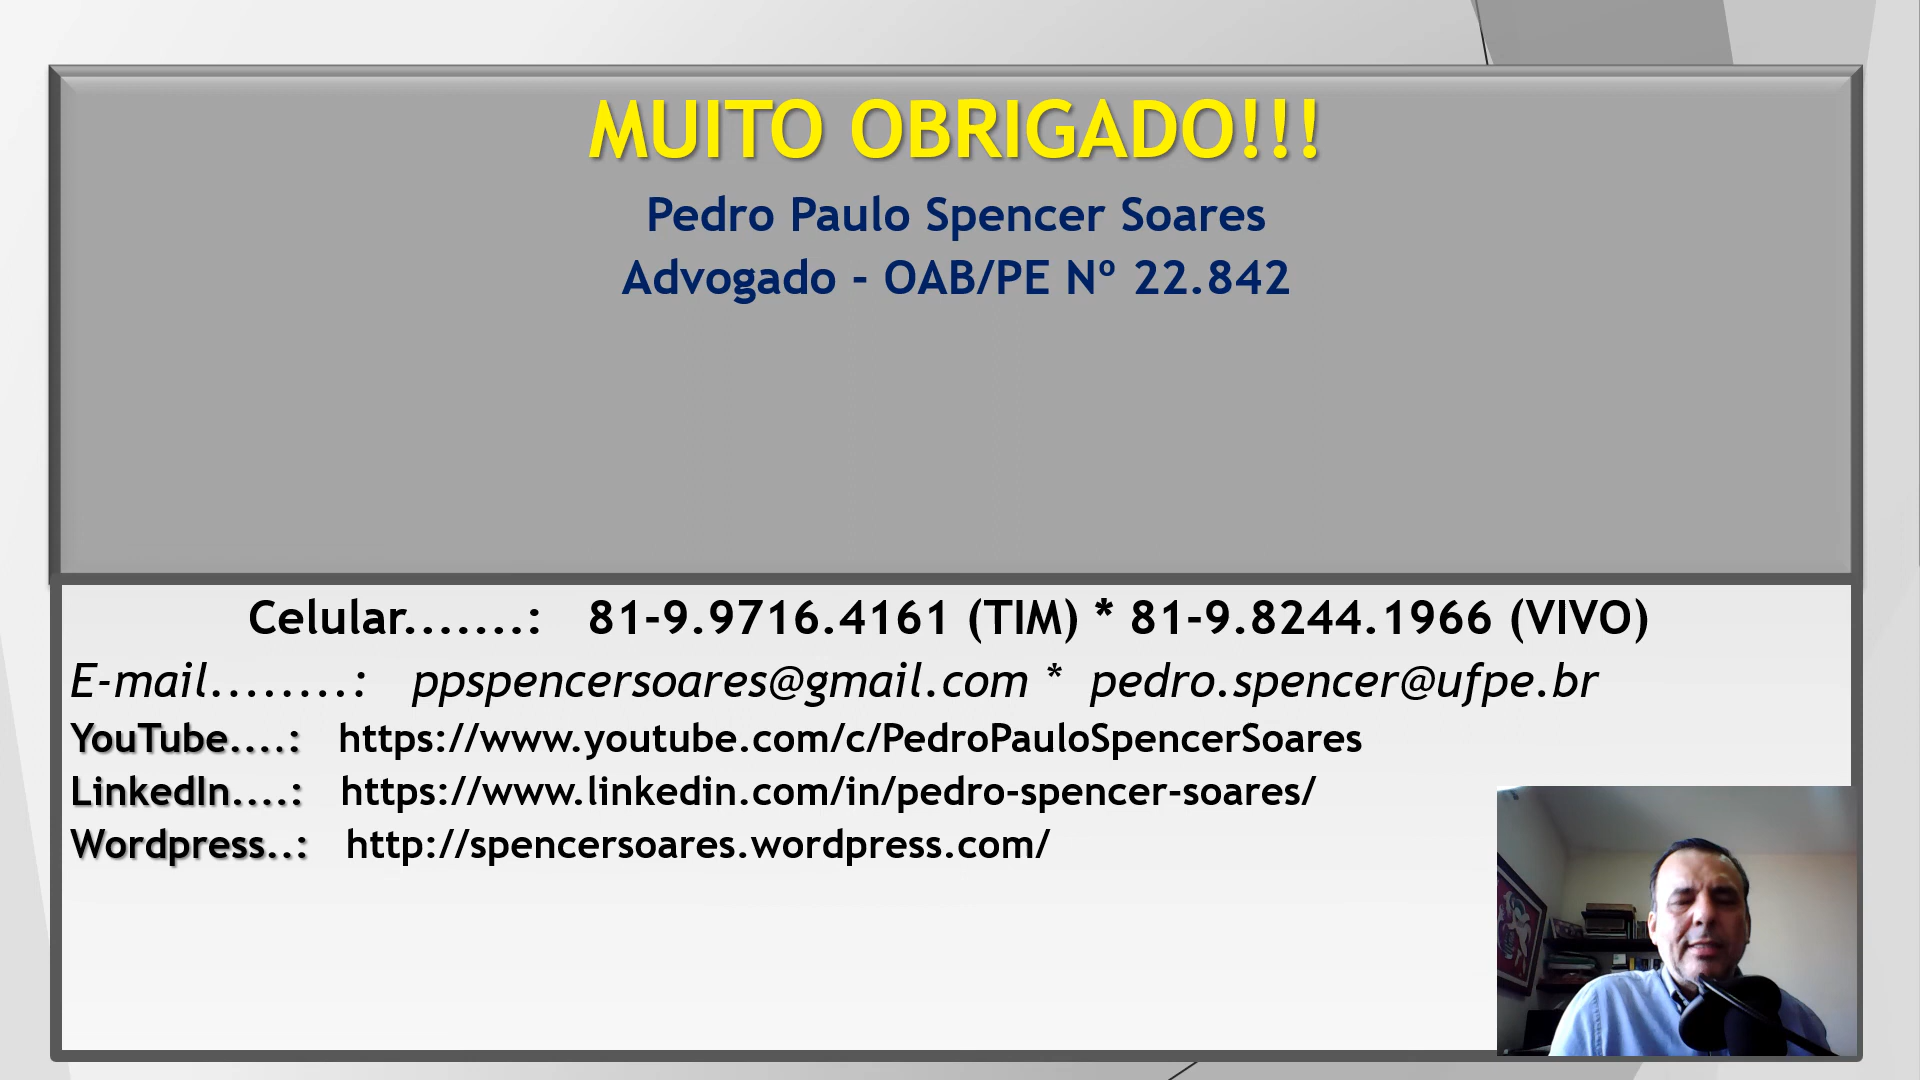 MUITO OBRIGADO!!!
Pedro Paulo Spencer Soares
Advogado - OAB/PE Nº 22.842
Celular.......: 81-9.9716.4161 (TIM) * 81-9.8244.1966 (VIVO)
E-mail........: ppspencersoares@gmail.com * pedro.spencer@ufpe.br
YouTube....: https://www.youtube.com/c/PedroPauloSpencerSoares
LinkedIn....: https://www.linkedin.com/in/pedro-spencer-soares/
Wordpress..: http://spencersoares.wordpress.com/